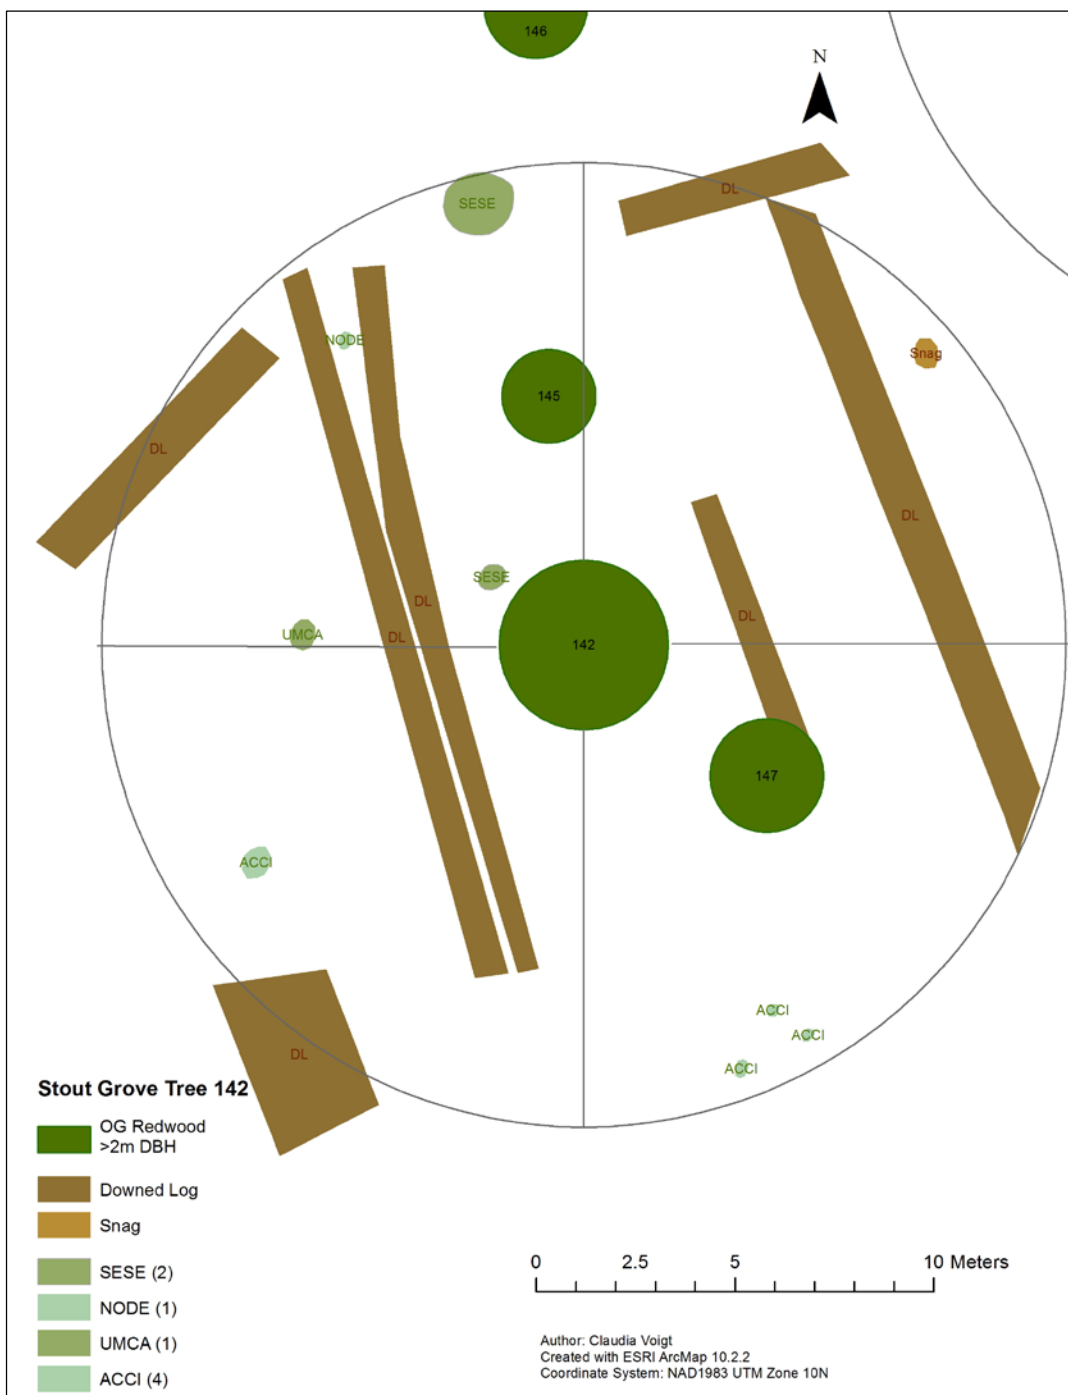 146
N
DL
SESE
NODE
Snag
145
DL
DL
SESE
DL
DL
UMCA
DL
142
147
ACCI
ACCI
ACCI
ACCI
DL
Stout Grove Tree 142
OG Redwood
>2m DBH
Downed Log
Snag
SESE (2)
NODE (1)
UMCA (1)
ACCI (4)
0 2.5 5 10 Meters
Author: Claudia Voigt
Created with ESRI ArcMap 10.2.2
Coordinate System: NAD1983 UTM Zone 10N